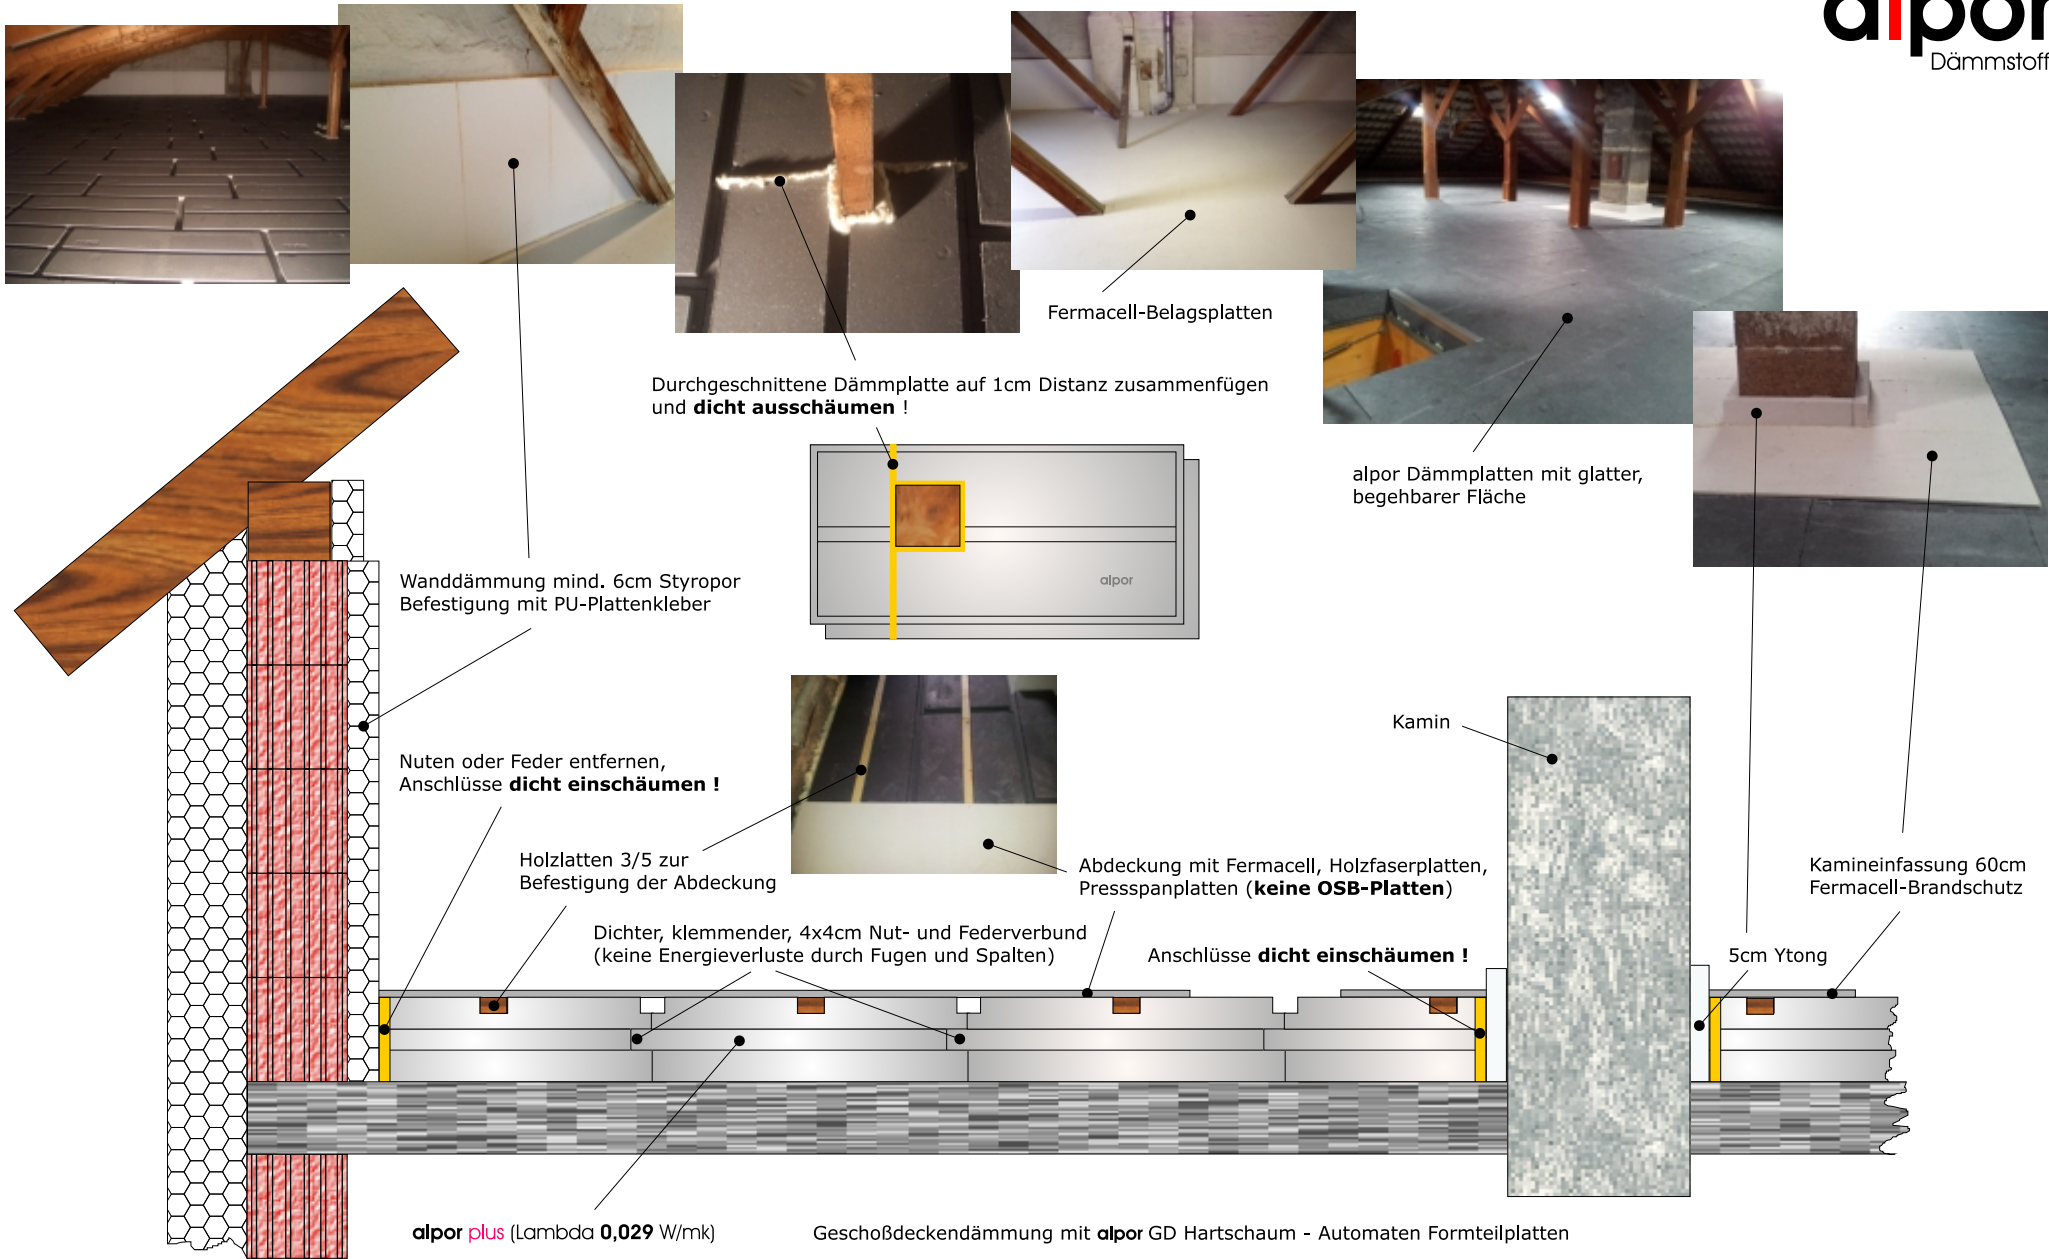 alpor
Dämmstoff
Fermacell-Belagsplatten
Durchgeschnittene Dämmplatte auf 1cm Distanz zusammenfügen
und dicht ausschäumen !
alpor Dämmplatten mit glatter,
begehbarer Fläche
alpor
Wanddämmung mind. 6cm Styropor
Befestigung mit PU-Plattenkleber
Kamin
Nuten oder Feder entfernen,
Anschlüsse dicht einschäumen !
Holzlatten 3/5 zur
Befestigung der Abdeckung
Abdeckung mit Fermacell, Holzfaserplatten,
Pressspanplatten (keine OSB-Platten)
Kamineinfassung 60cm
Fermacell-Brandschutz
Dichter, klemmender, 4x4cm Nut- und Federverbund
(keine Energieverluste durch Fugen und Spalten)
Anschlüsse dicht einschäumen !
5cm Ytong
alpor plus (Lambda 0,029 W/mk)
Geschoßdeckendämmung mit alpor GD Hartschaum - Automaten Formteilplatten